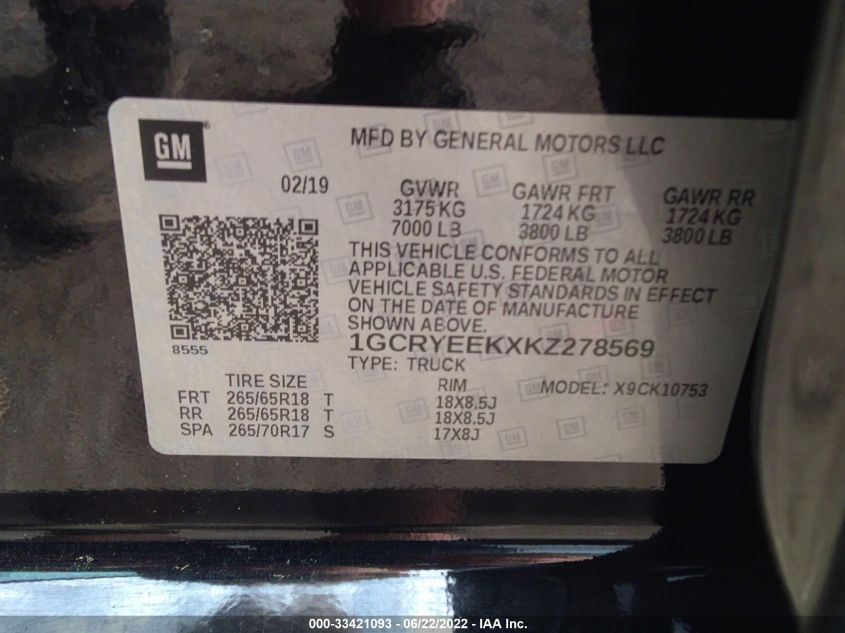 GM
MFD BY GENERAL MOTORS LLC
02/19
GVWR GAWR FRT GAWR RR
3175 KG 1724 KG 1724 KG
7000 LB 3800 LB 3800 LB
THIS VEHICLE CONFORMS TO ALL
APPLICABLE U.S. FEDERAL MOTOR
VEHICLE SAFETY STANDARDS IN EFFECT
ON THE DATE OF MANUFACTURE
SHOWN ABOVE.
8555
1GCRYEEKXKZ278569
TYPE: TRUCK
TIRE SIZE RIM MODEL: X9CK10753
FRT 265/65R18 T 18X8.5J
RR 265/65R18 T 18X8.5J
SPA 265/70R17 S 17X8J
000-33421093 - 06/22/2022 - IAA Inc.